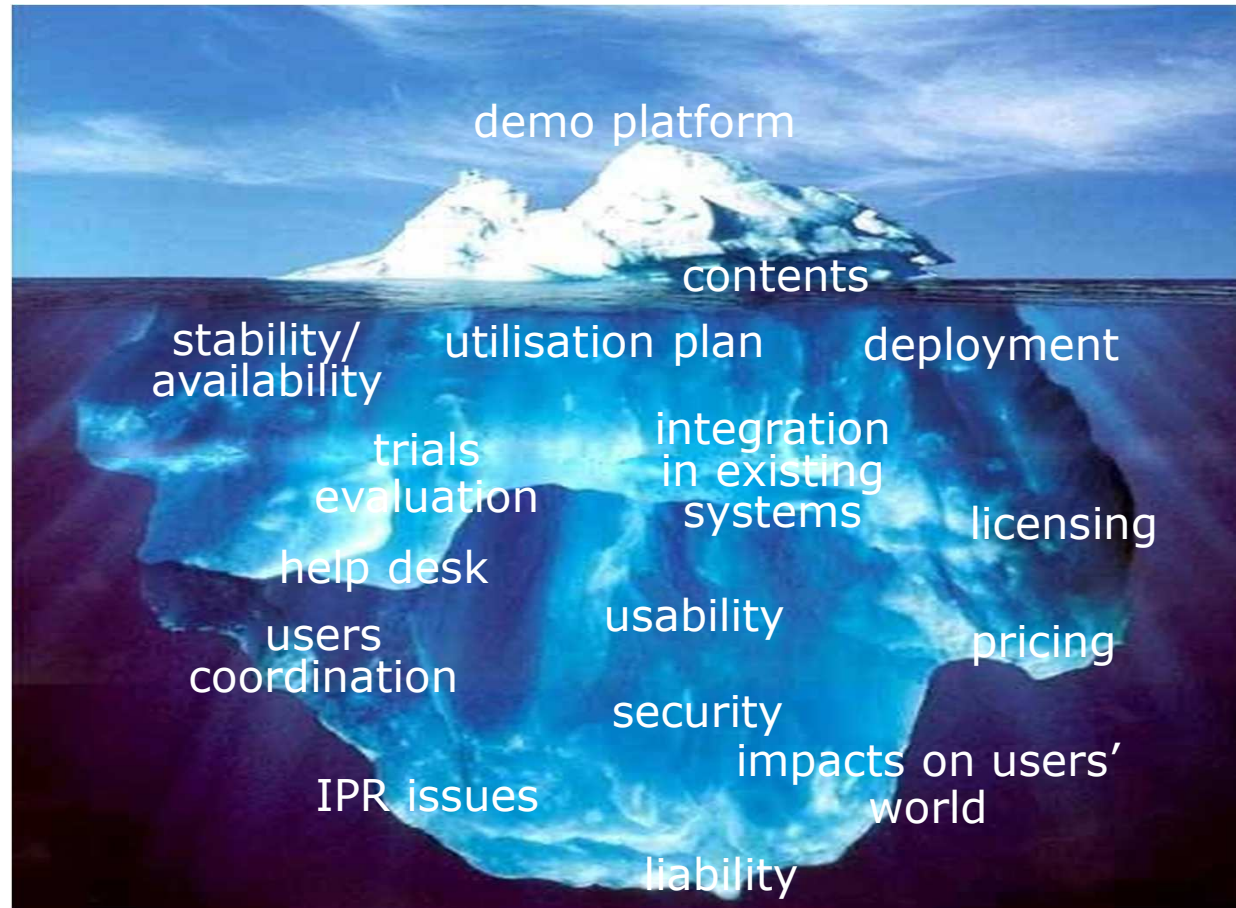 demo platform
contents
stability/
availability
utilisation plan
deployment
trials
evaluation
integration
in existing
systems
licensing
help desk
usability
users
coordination
pricing
security
impacts on users’
world
IPR issues
liability